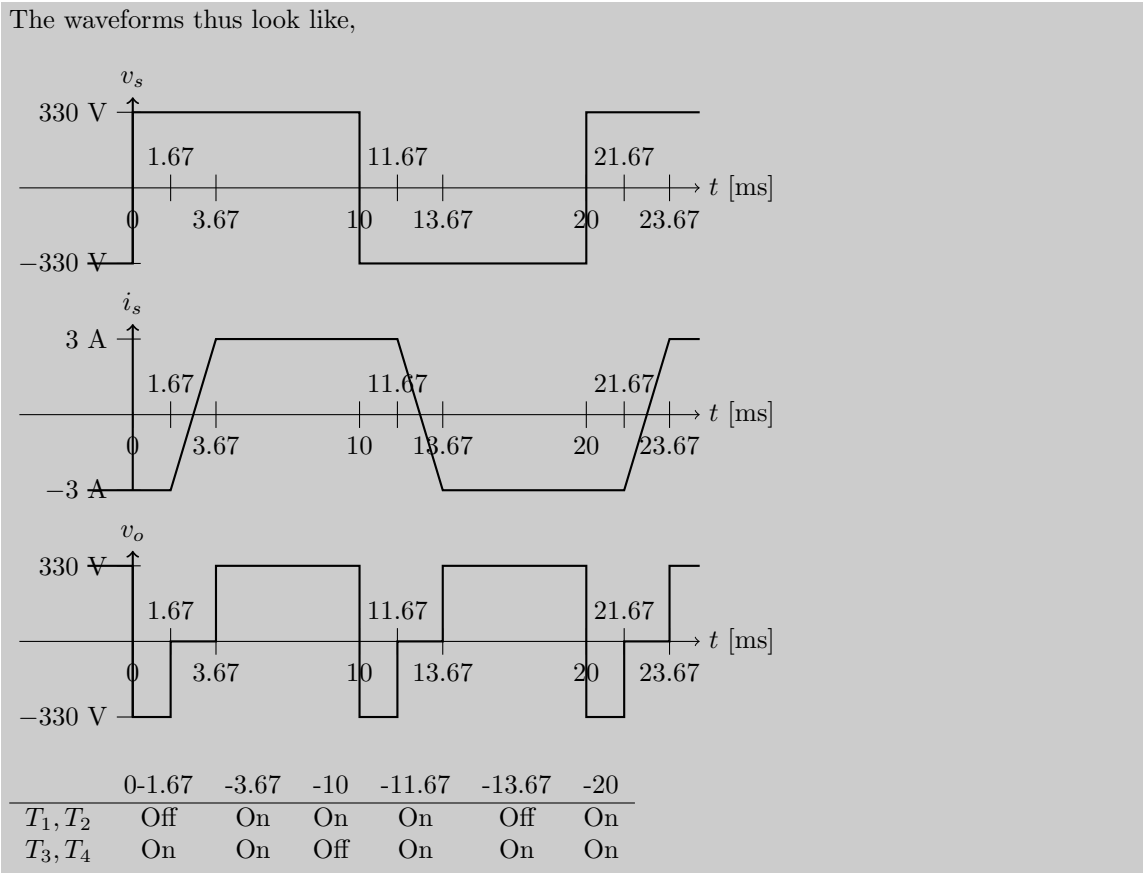 The waveforms thus look like,
v_s
330 V
1.67 11.67 21.67
t [ms]
0 3.67 10 13.67 20 23.67
−330 V
i_s
3 A
1.67 11.67 21.67
t [ms]
0 3.67 10 13.67 20 23.67
−3 A
v_o
330 V
1.67 11.67 21.67
t [ms]
0 3.67 10 13.67 20 23.67
−330 V
0-1.67 -3.67 -10 -11.67 -13.67 -20
T_1, T_2 Off On On On Off On
T_3, T_4 On On Off On On On